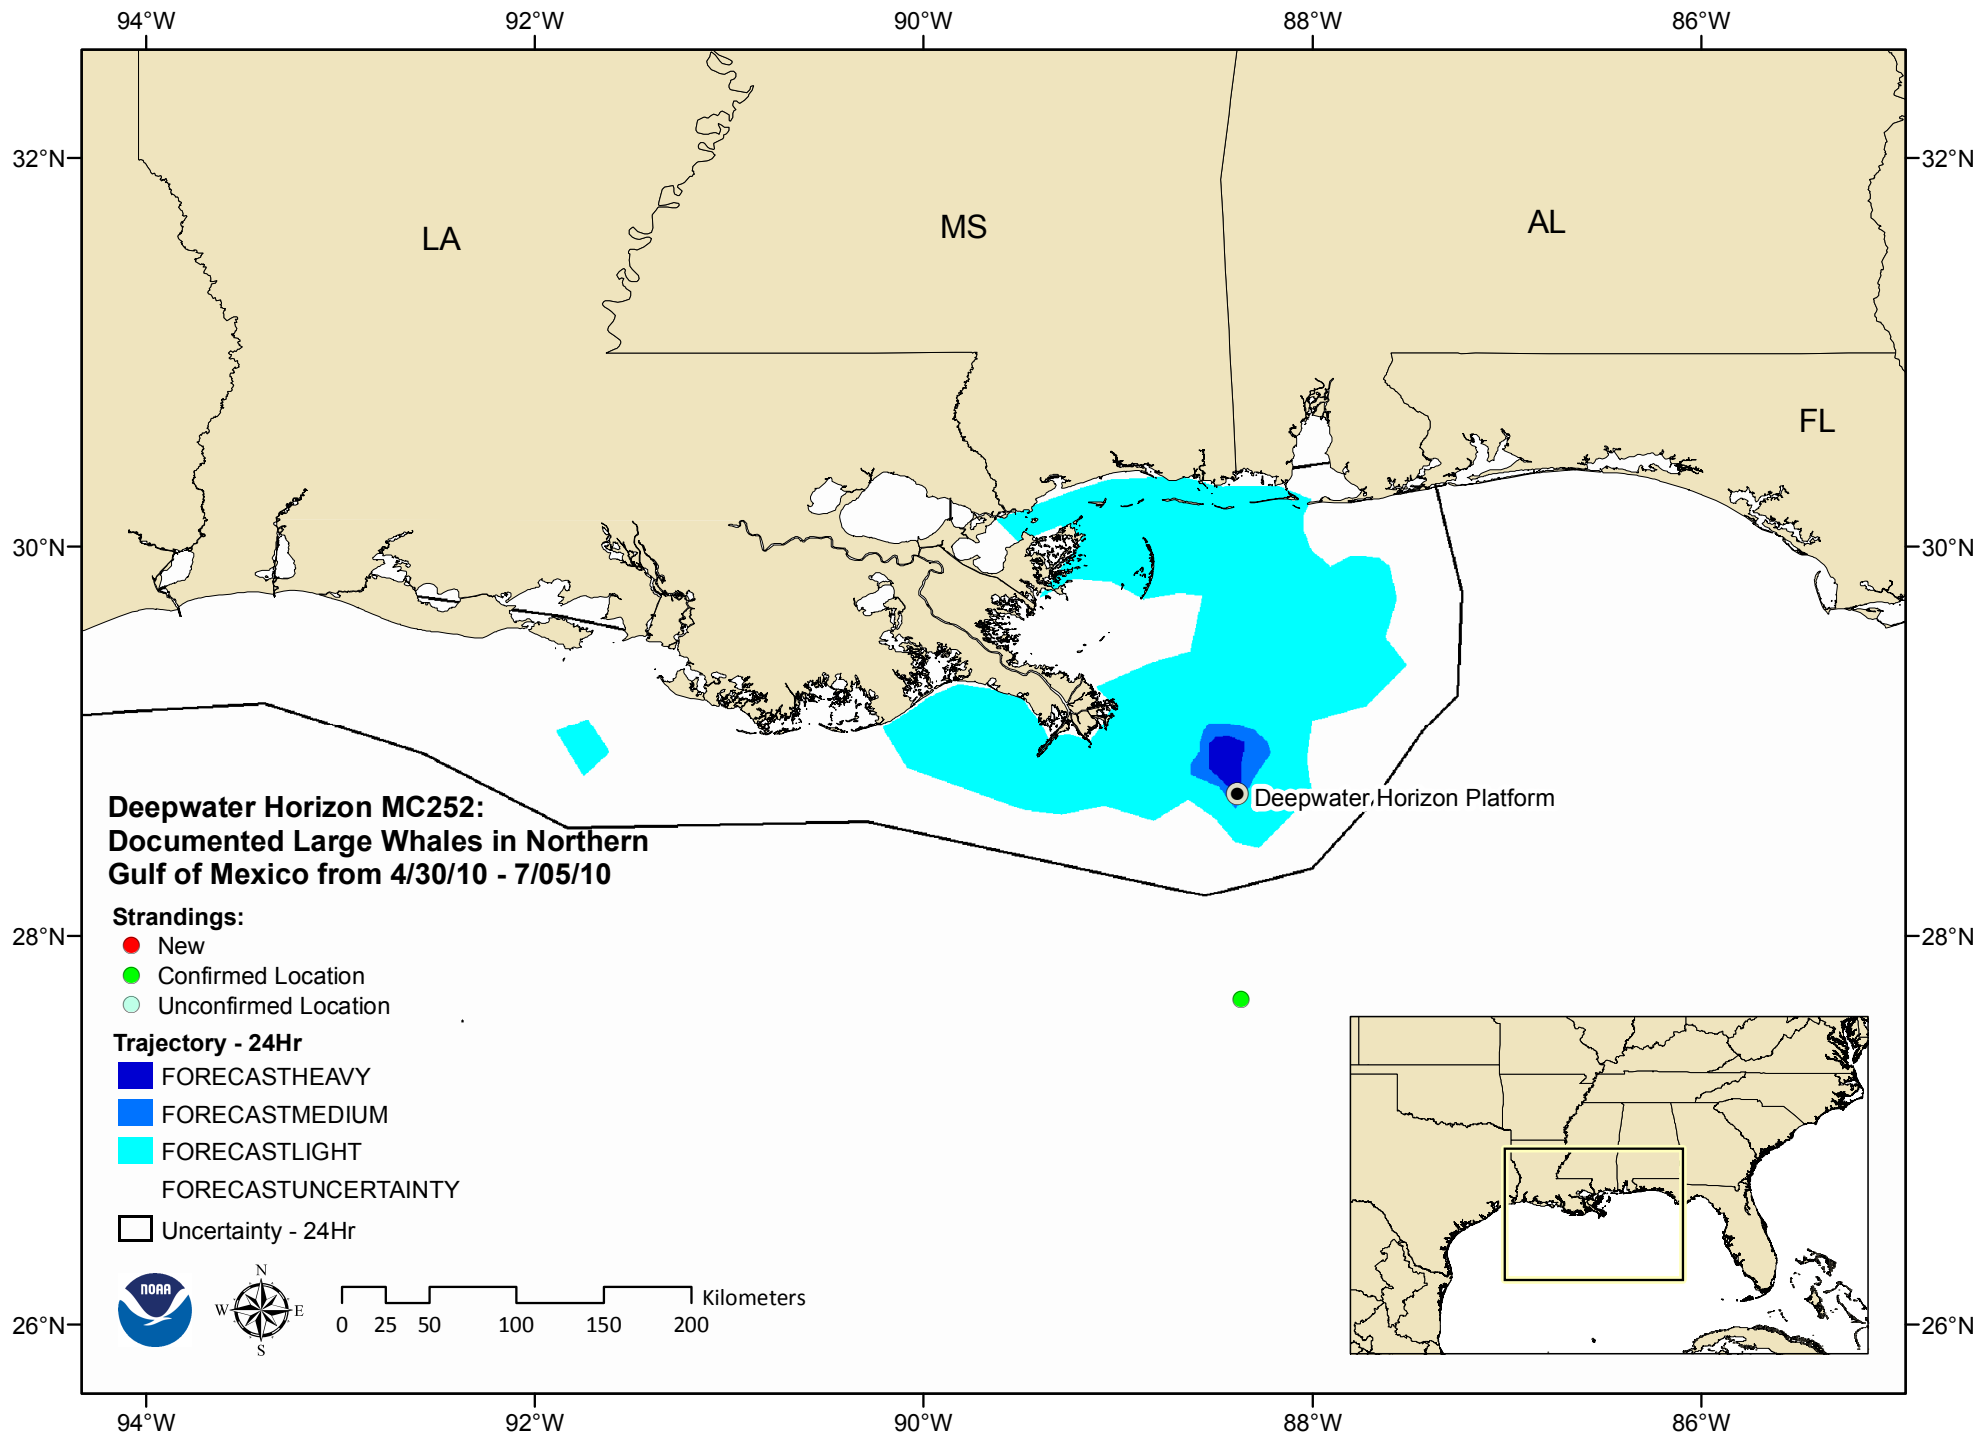 94°W 92°W 90°W 88°W 86°W
32°N 32°N
LA MS AL
FL
30°N 30°N
Deepwater Horizon Platform
Deepwater Horizon MC252:
Documented Large Whales in Northern
Gulf of Mexico from 4/30/10 - 7/05/10
Strandings:
28°N 28°N
New
Confirmed Location
Unconfirmed Location
Trajectory - 24Hr
FORECASTHEAVY
FORECASTMEDIUM
FORECASTLIGHT
FORECASTUNCERTAINTY
Uncertainty - 24Hr
NOAA
N
W E
S
Kilometers
0 25 50 100 150 200
26°N 26°N
94°W 92°W 90°W 88°W 86°W